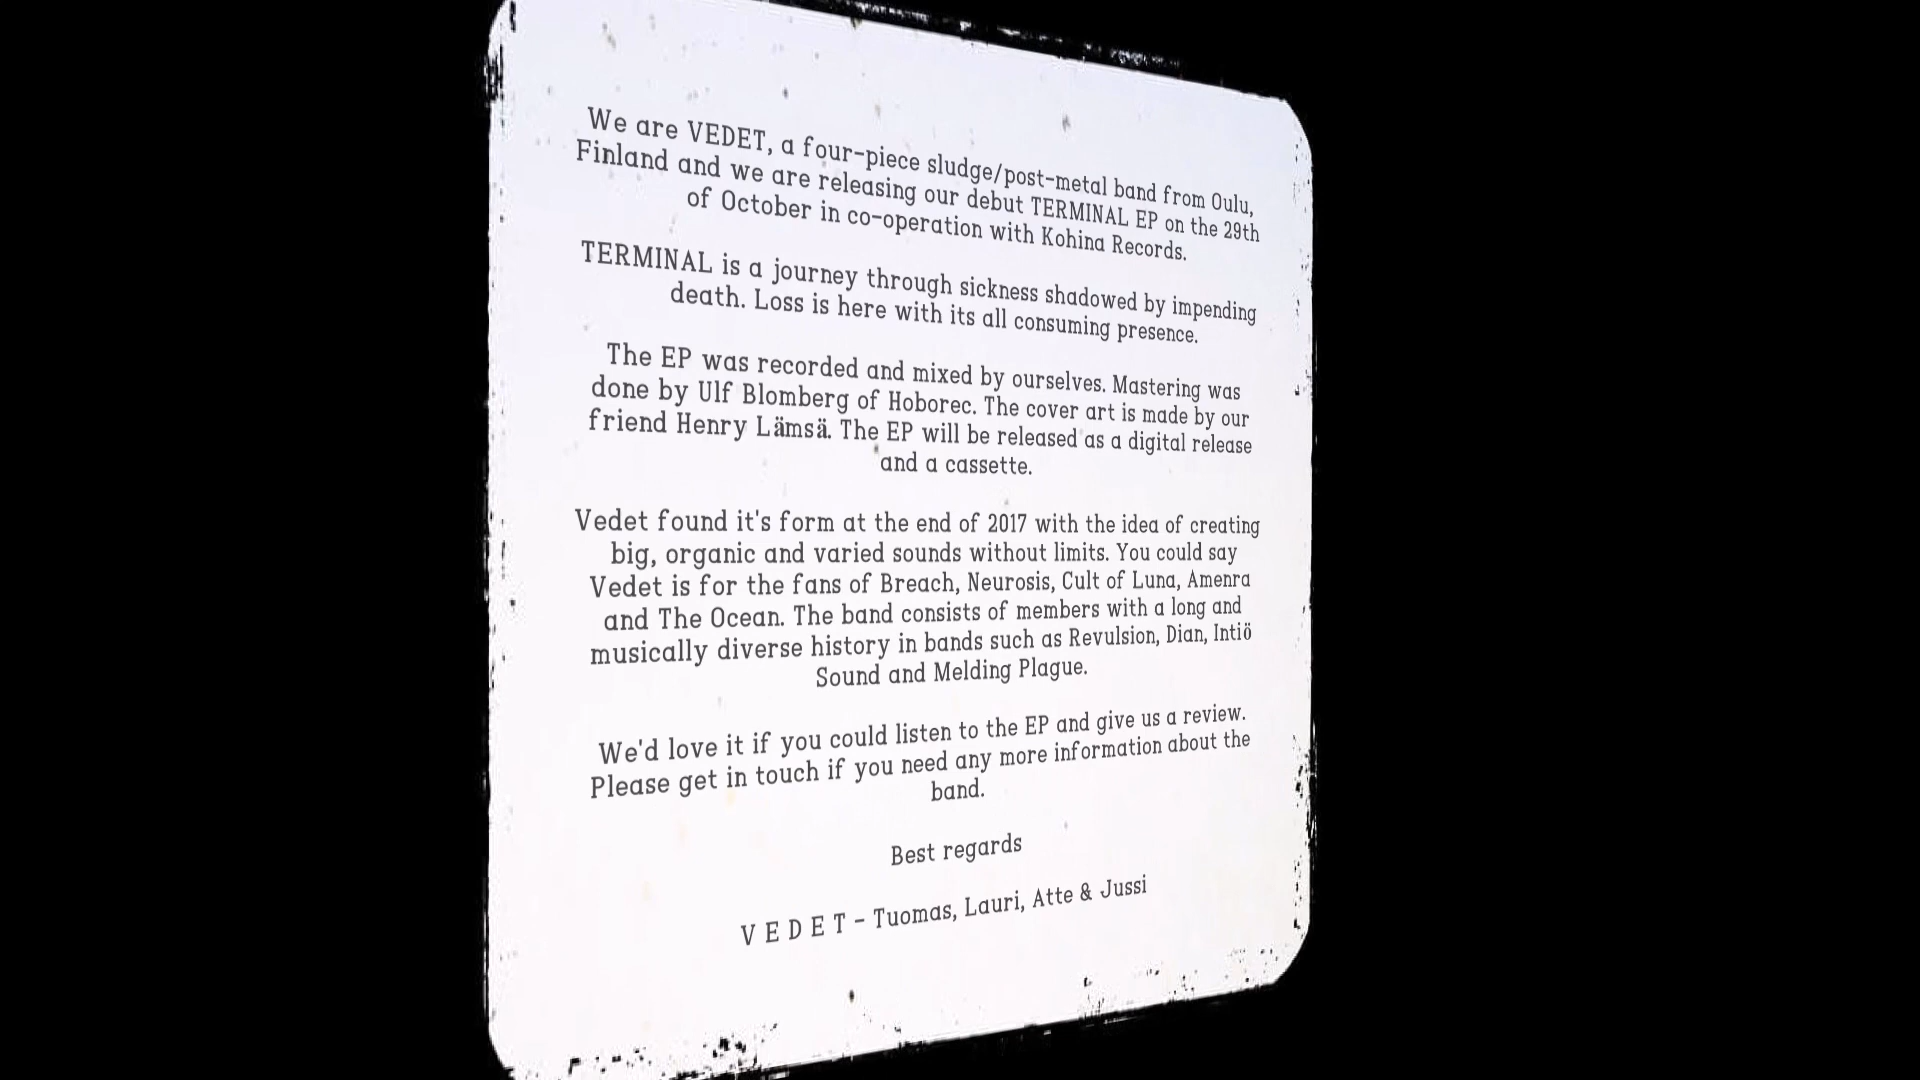 We are VEDET, a four-piece sludge/post-metal band from Oulu,
Finland and we are releasing our debut TERMINAL EP on the 29th
of October in co-operation with Kohina Records.
TERMINAL is a journey through sickness shadowed by impending
death. Loss is here with its all consuming presence.
The EP was recorded and mixed by ourselves. Mastering was
done by Ulf Blomberg of Hoborec. The cover art is made by our
friend Henry Lämsä. The EP will be released as a digital release
and a cassette.
Vedet found it's form at the end of 2017 with the idea of creating
big, organic and varied sounds without limits. You could say
Vedet is for the fans of Breach, Neurosis, Cult of Luna, Amenra
and The Ocean. The band consists of members with a long and
musically diverse history in bands such as Revulsion, Dian, Intiö
Sound and Melding Plague.
We'd love it if you could listen to the EP and give us a review.
Please get in touch if you need any more information about the
band.
Best regards
V E D E T - Tuomas, Lauri, Atte & Jussi